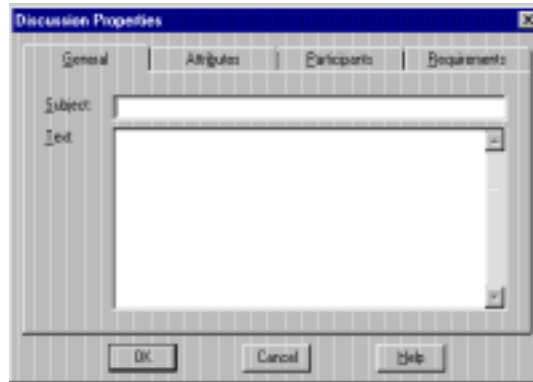 Discussion Properties
General Attributes Participants Requirements
Subject:
Text
OK Cancel Help